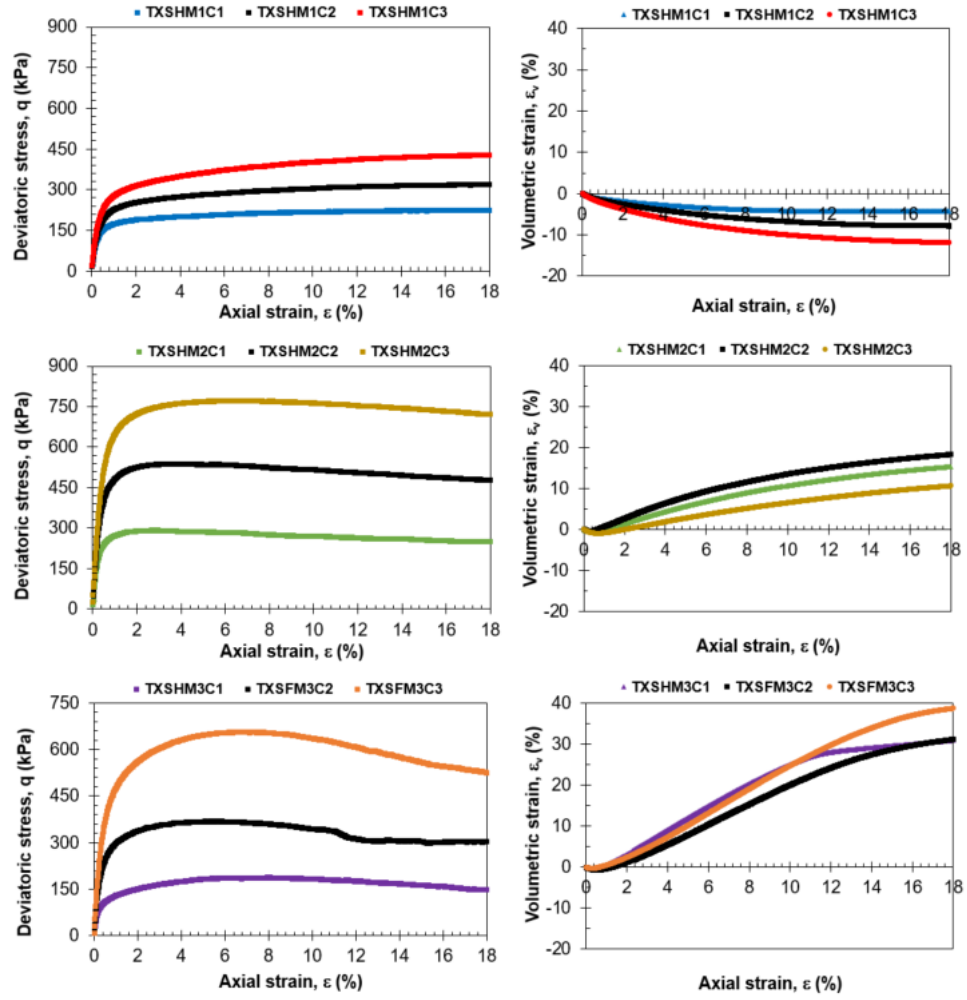 TXSHM1C1 TXSHM1C2 TXSHM1C3
Deviatoric stress, q (kPa)
900
750
600
450
300
150
0
0 2 4 6 8 10 12 14 16 18
Axial strain, ε (%)
TXSHM1C1 TXSHM1C2 TXSHM1C3
Volumetric strain, εv (%)
40
30
20
10
0
-10
-20
0 2 4 6 8 10 12 14 16 18
Axial strain, ε (%)
TXSHM2C1 TXSHM2C2 TXSHM2C3
Deviatoric stress, q (kPa)
900
750
600
450
300
150
0
0 2 4 6 8 10 12 14 16 18
Axial strain, ε (%)
TXSHM2C1 TXSHM2C2 TXSHM2C3
Volumetric strain, εv (%)
40
30
20
10
0
-10
-20
0 2 4 6 8 10 12 14 16 18
Axial strain, ε (%)
TXSHM3C1 TXSFM3C2 TXSFM3C3
Deviatoric stress, q (kPa)
750
600
450
300
150
0
0 2 4 6 8 10 12 14 16 18
Axial strain, ε (%)
TXSHM3C1 TXSFM3C2 TXSFM3C3
Volumetric strain, εv (%)
40
30
20
10
0
-10
-20
0 2 4 6 8 10 12 14 16 18
Axial strain, ε (%)